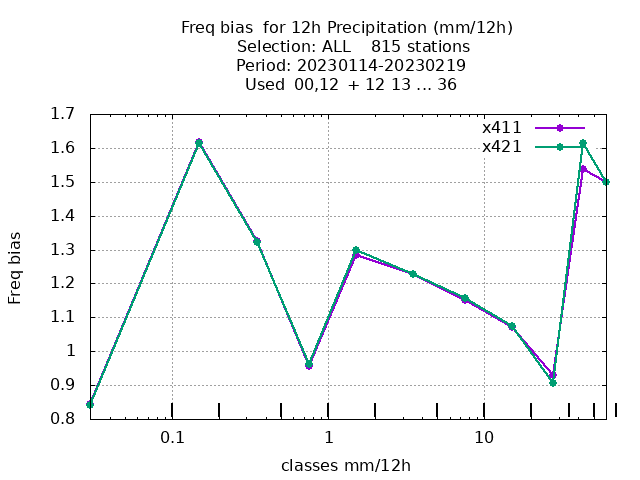 Freq bias  for 12h Precipitation (mm/12h)
Selection: ALL    815 stations
Period: 20230114-20230219
Used  00,12  + 12 13 ... 36
x411
x421
1.7
1.6
1.5
1.4
1.3
1.2
1.1
1
0.9
0.8
Freq bias
0.1
1
10
classes mm/12h